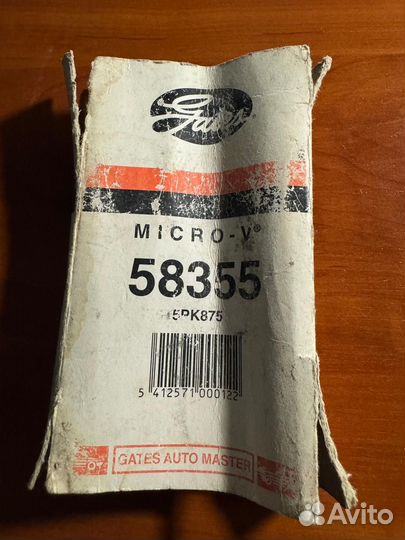 Gates®
MICRO-V®
58355
5PK875
5 412571 000122
GATES AUTO MASTER
Avito